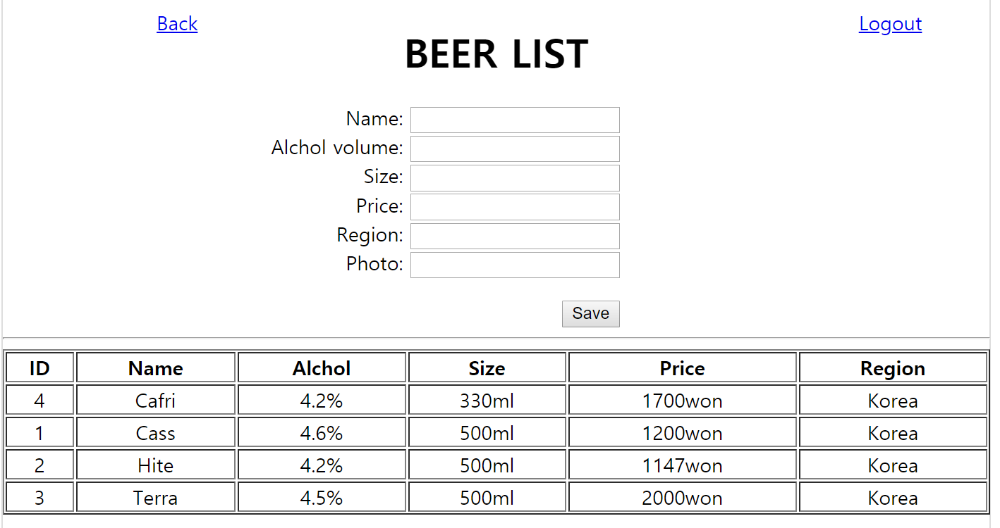 Back Logout
BEER LIST
Name:
Alchol volume:
Size:
Price:
Region:
Photo:
Save
ID Name Alchol Size Price Region
4 Cafri 4.2% 330ml 1700won Korea
1 Cass 4.6% 500ml 1200won Korea
2 Hite 4.2% 500ml 1147won Korea
3 Terra 4.5% 500ml 2000won Korea